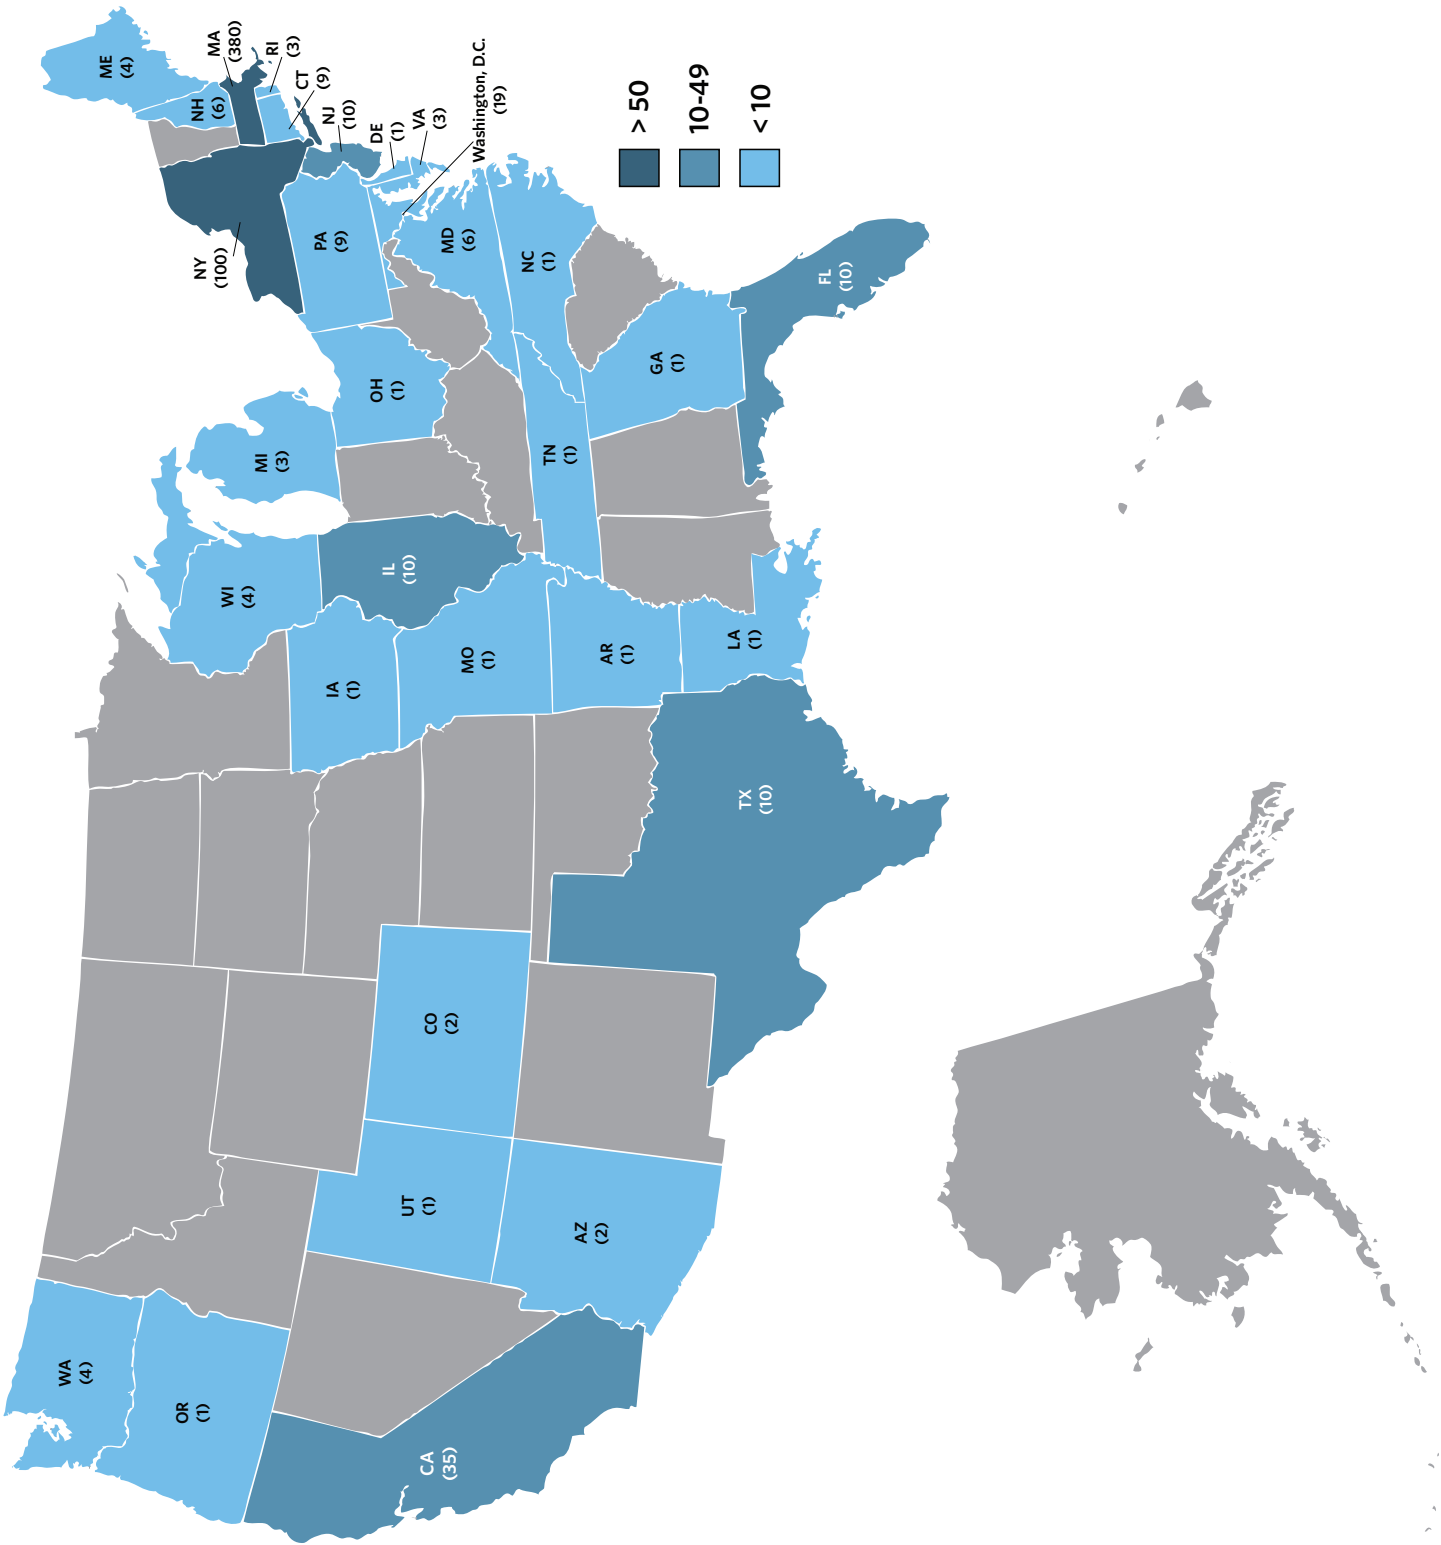 WA
(4)
OR
(1)
CA
(35)
UT
(1)
AZ
(2)
CO
(2)
TX
(10)
IA
(1)
MO
(1)
AR
(1)
LA
(1)
WI
(4)
IL
(10)
MI
(3)
OH
(1)
TN
(1)
GA
(1)
FL
(10)
NC
(1)
MD
(6)
PA
(9)
NY
(100)
ME
(4)
NH
(6)
MA
(380)
RI
(3)
CT
(9)
NJ
(10)
DE
(1)
VA
(3)
Washington, D.C.
(19)
> 50
10-49
< 10